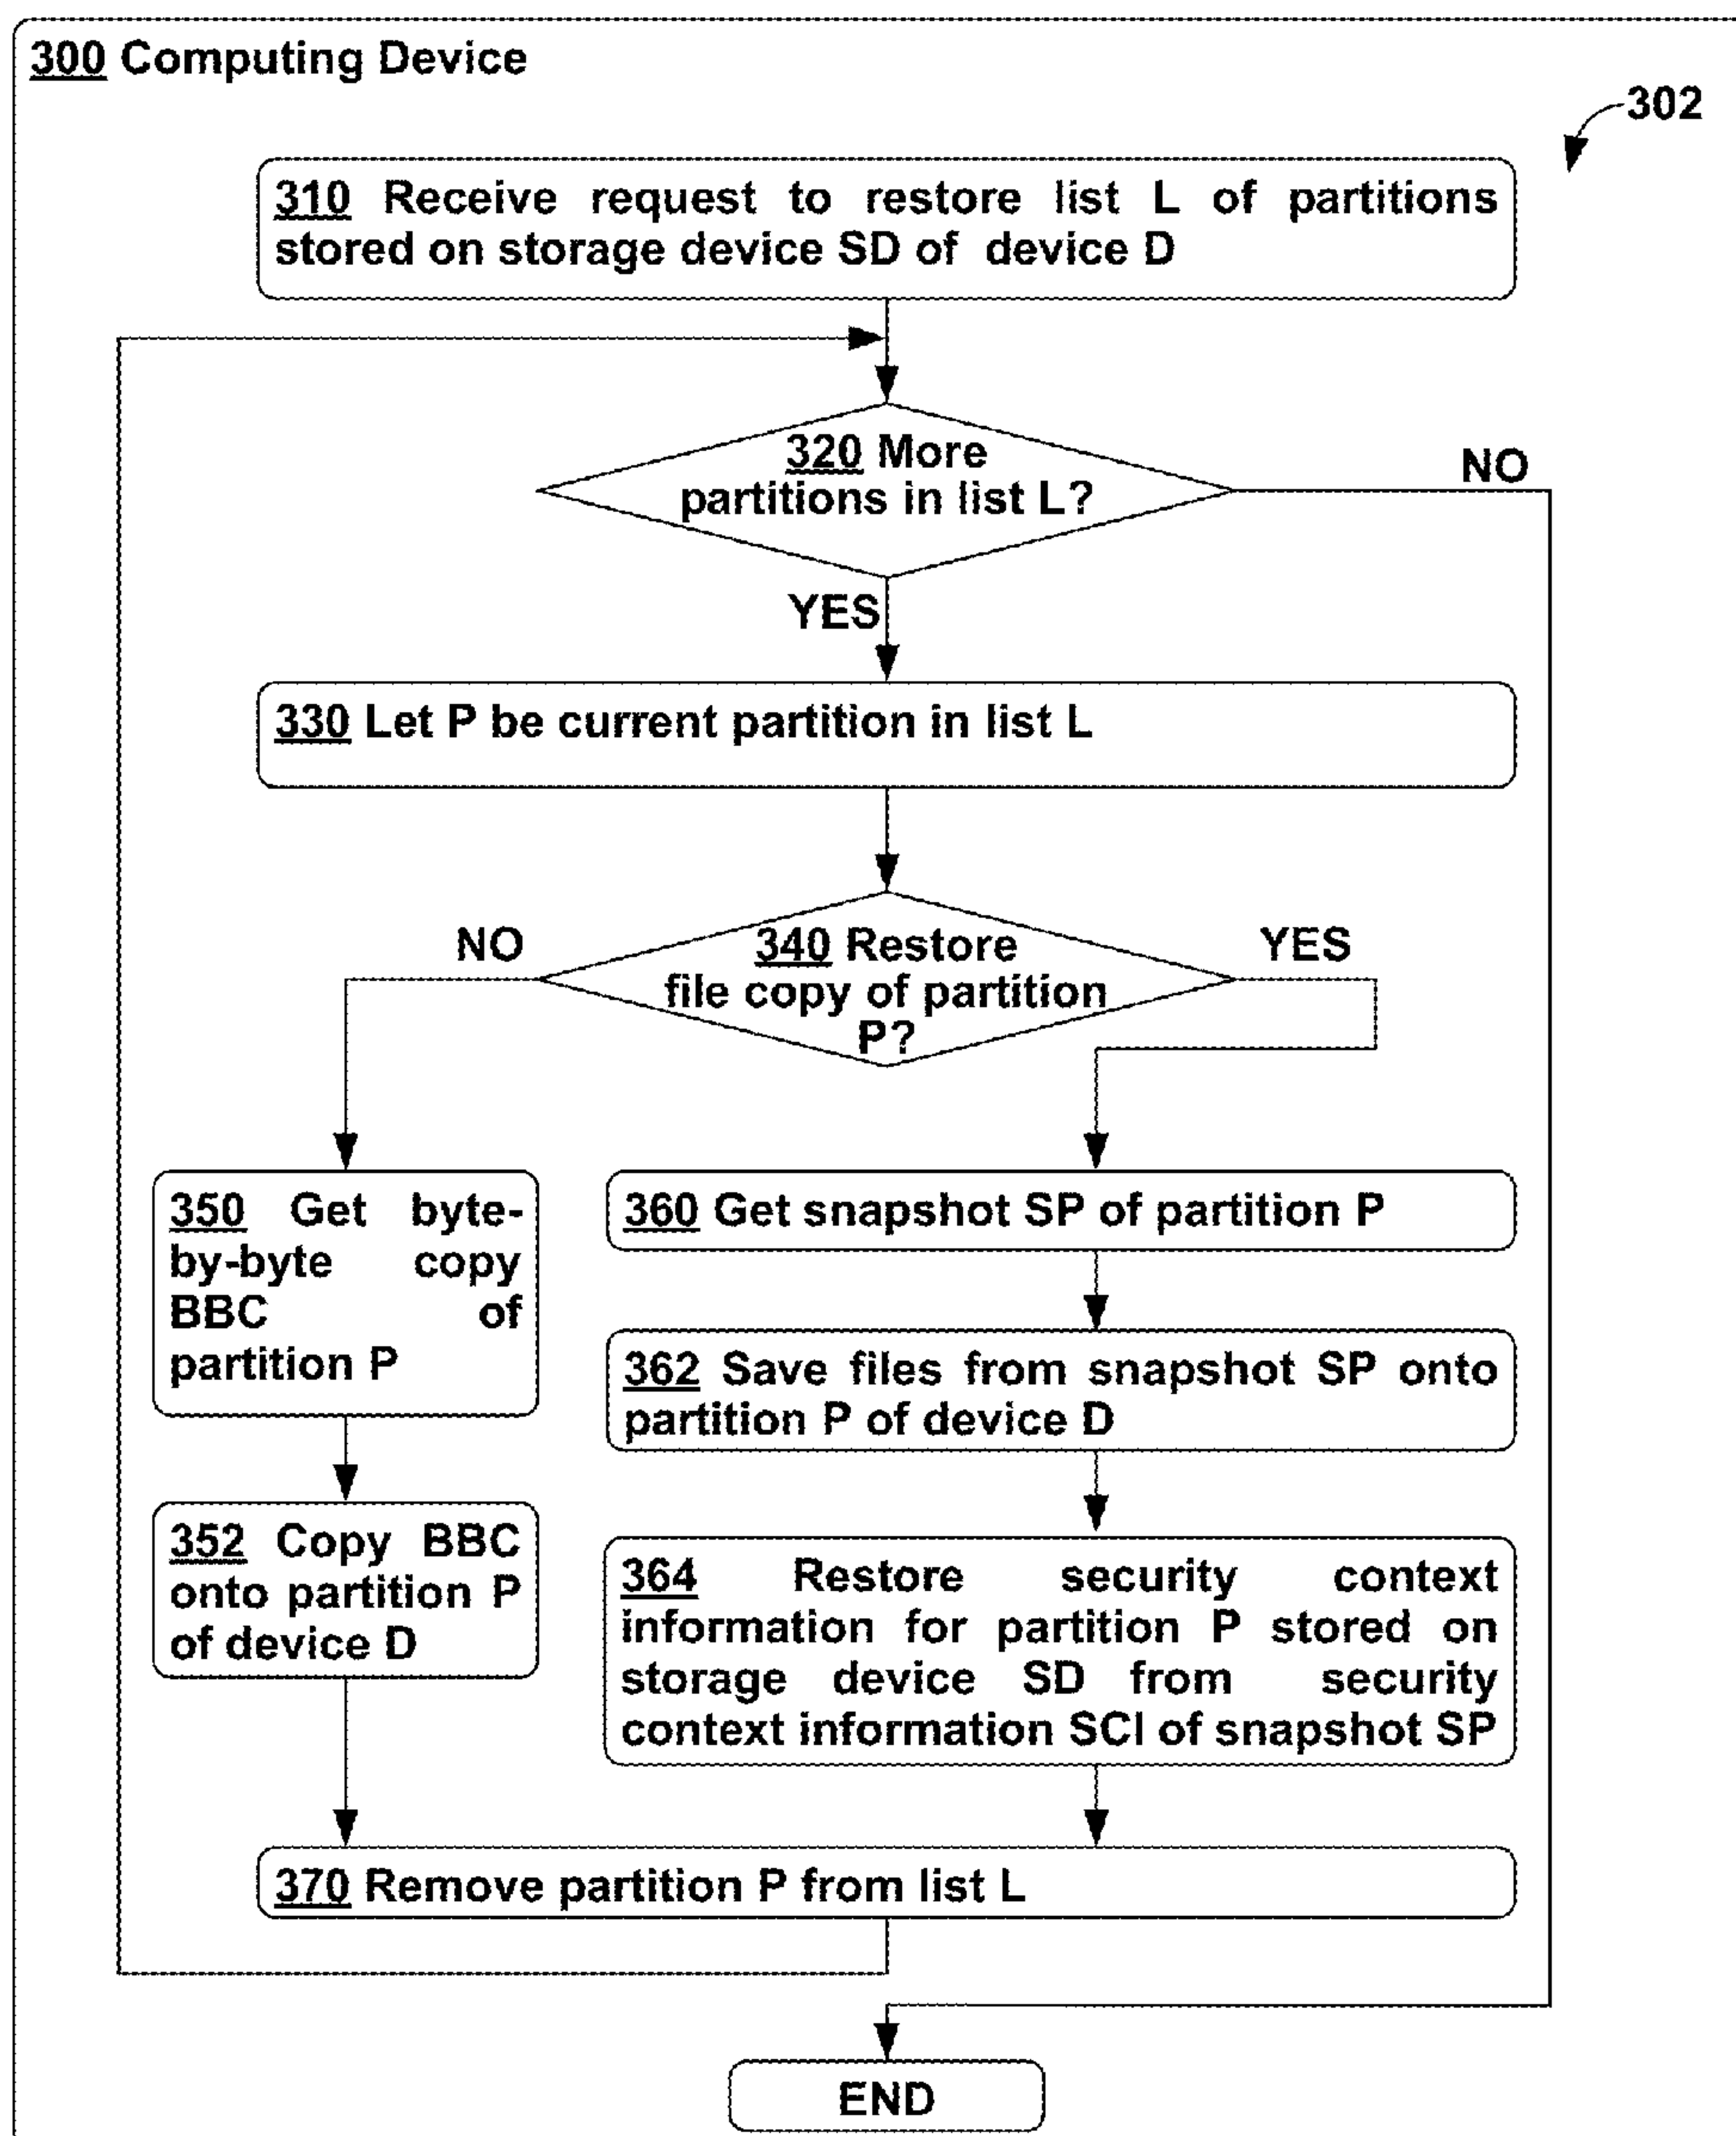 300 Computing Device
302
310 Receive request to restore list L of partitions
stored on storage device SD of device D
320 More
partitions in list L?
NO
YES
330 Let P be current partition in list L
NO
340 Restore
file copy of partition
P?
YES
350 Get byte-
by-byte copy
BBC of
partition P
352 Copy BBC
onto partition P
of device D
360 Get snapshot SP of partition P
362 Save files from snapshot SP onto
partition P of device D
364 Restore security context
information for partition P stored on
storage device SD from security
context information SCI of snapshot SP
370 Remove partition P from list L
END